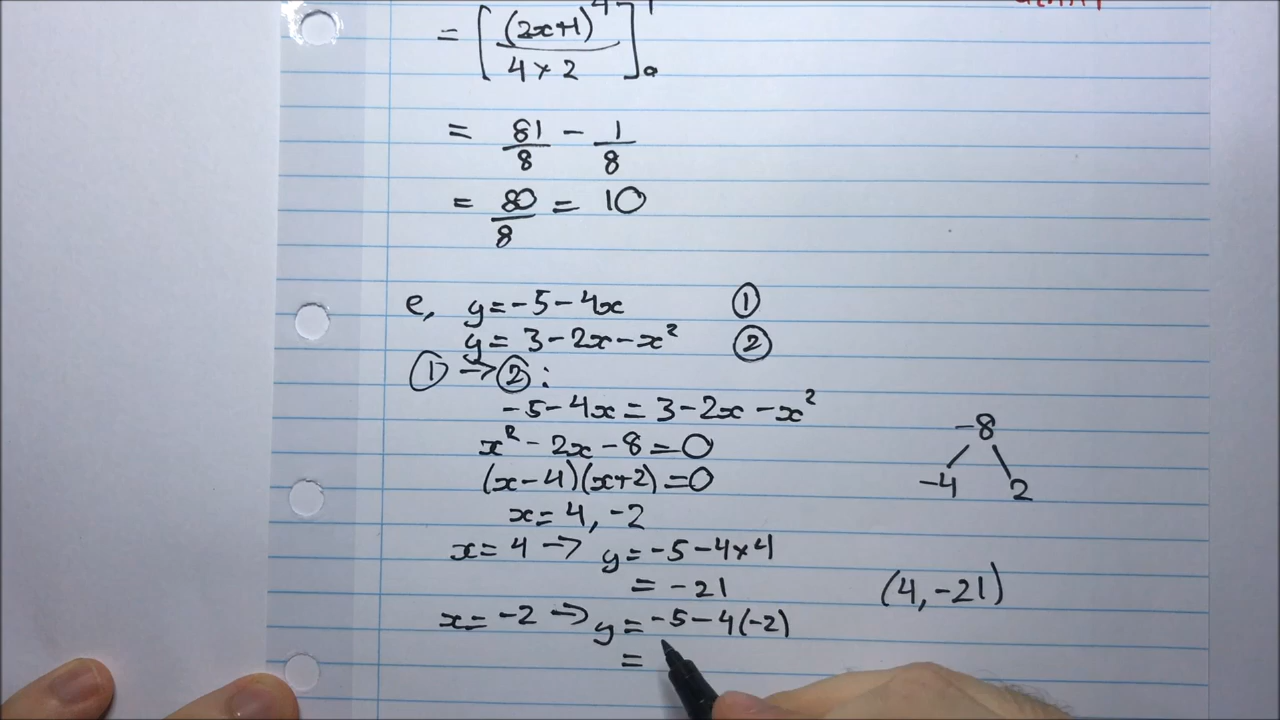 = [(2x+1)^4 / 4×2]_0
= 81/8 - 1/8
= 80/8 = 10
e, y=-5-4x ①
y= 3-2x-x² ②
①→②:
-5-4x=3-2x-x²
x²-2x-8=0
(x-4)(x+2)=0
x=4,-2
-8
-4 2
x=4→ y=-5-4×4
= -21
(4,-21)
x=-2→ y=-5-4(-2)
=